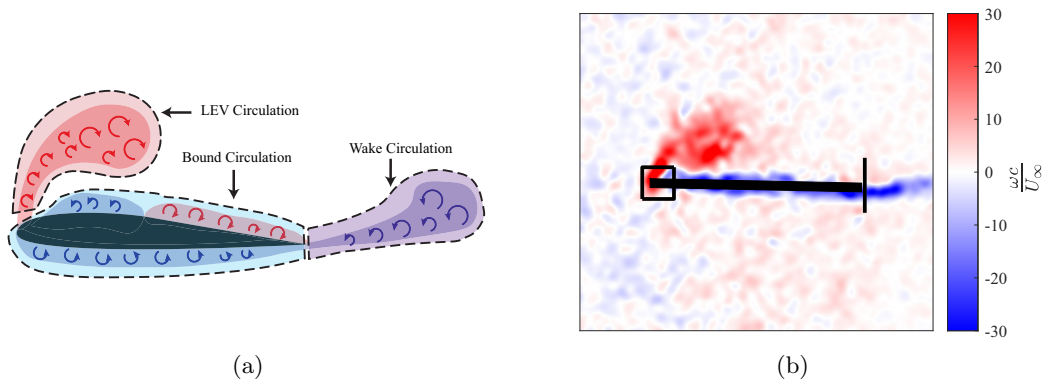 LEV Circulation
Bound Circulation
Wake Circulation
(a)
30
20
10
0
-10
-20
-30
ωc
U∞
(b)